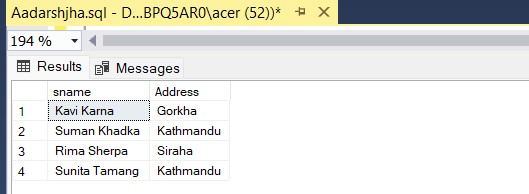 Aadarshjha.sql - D...BPQ5AR0\acer (52))*
194 %
Results Messages
sname Address
1 Kavi Karna Gorkha
2 Suman Khadka Kathmandu
3 Rima Sherpa Siraha
4 Sunita Tamang Kathmandu